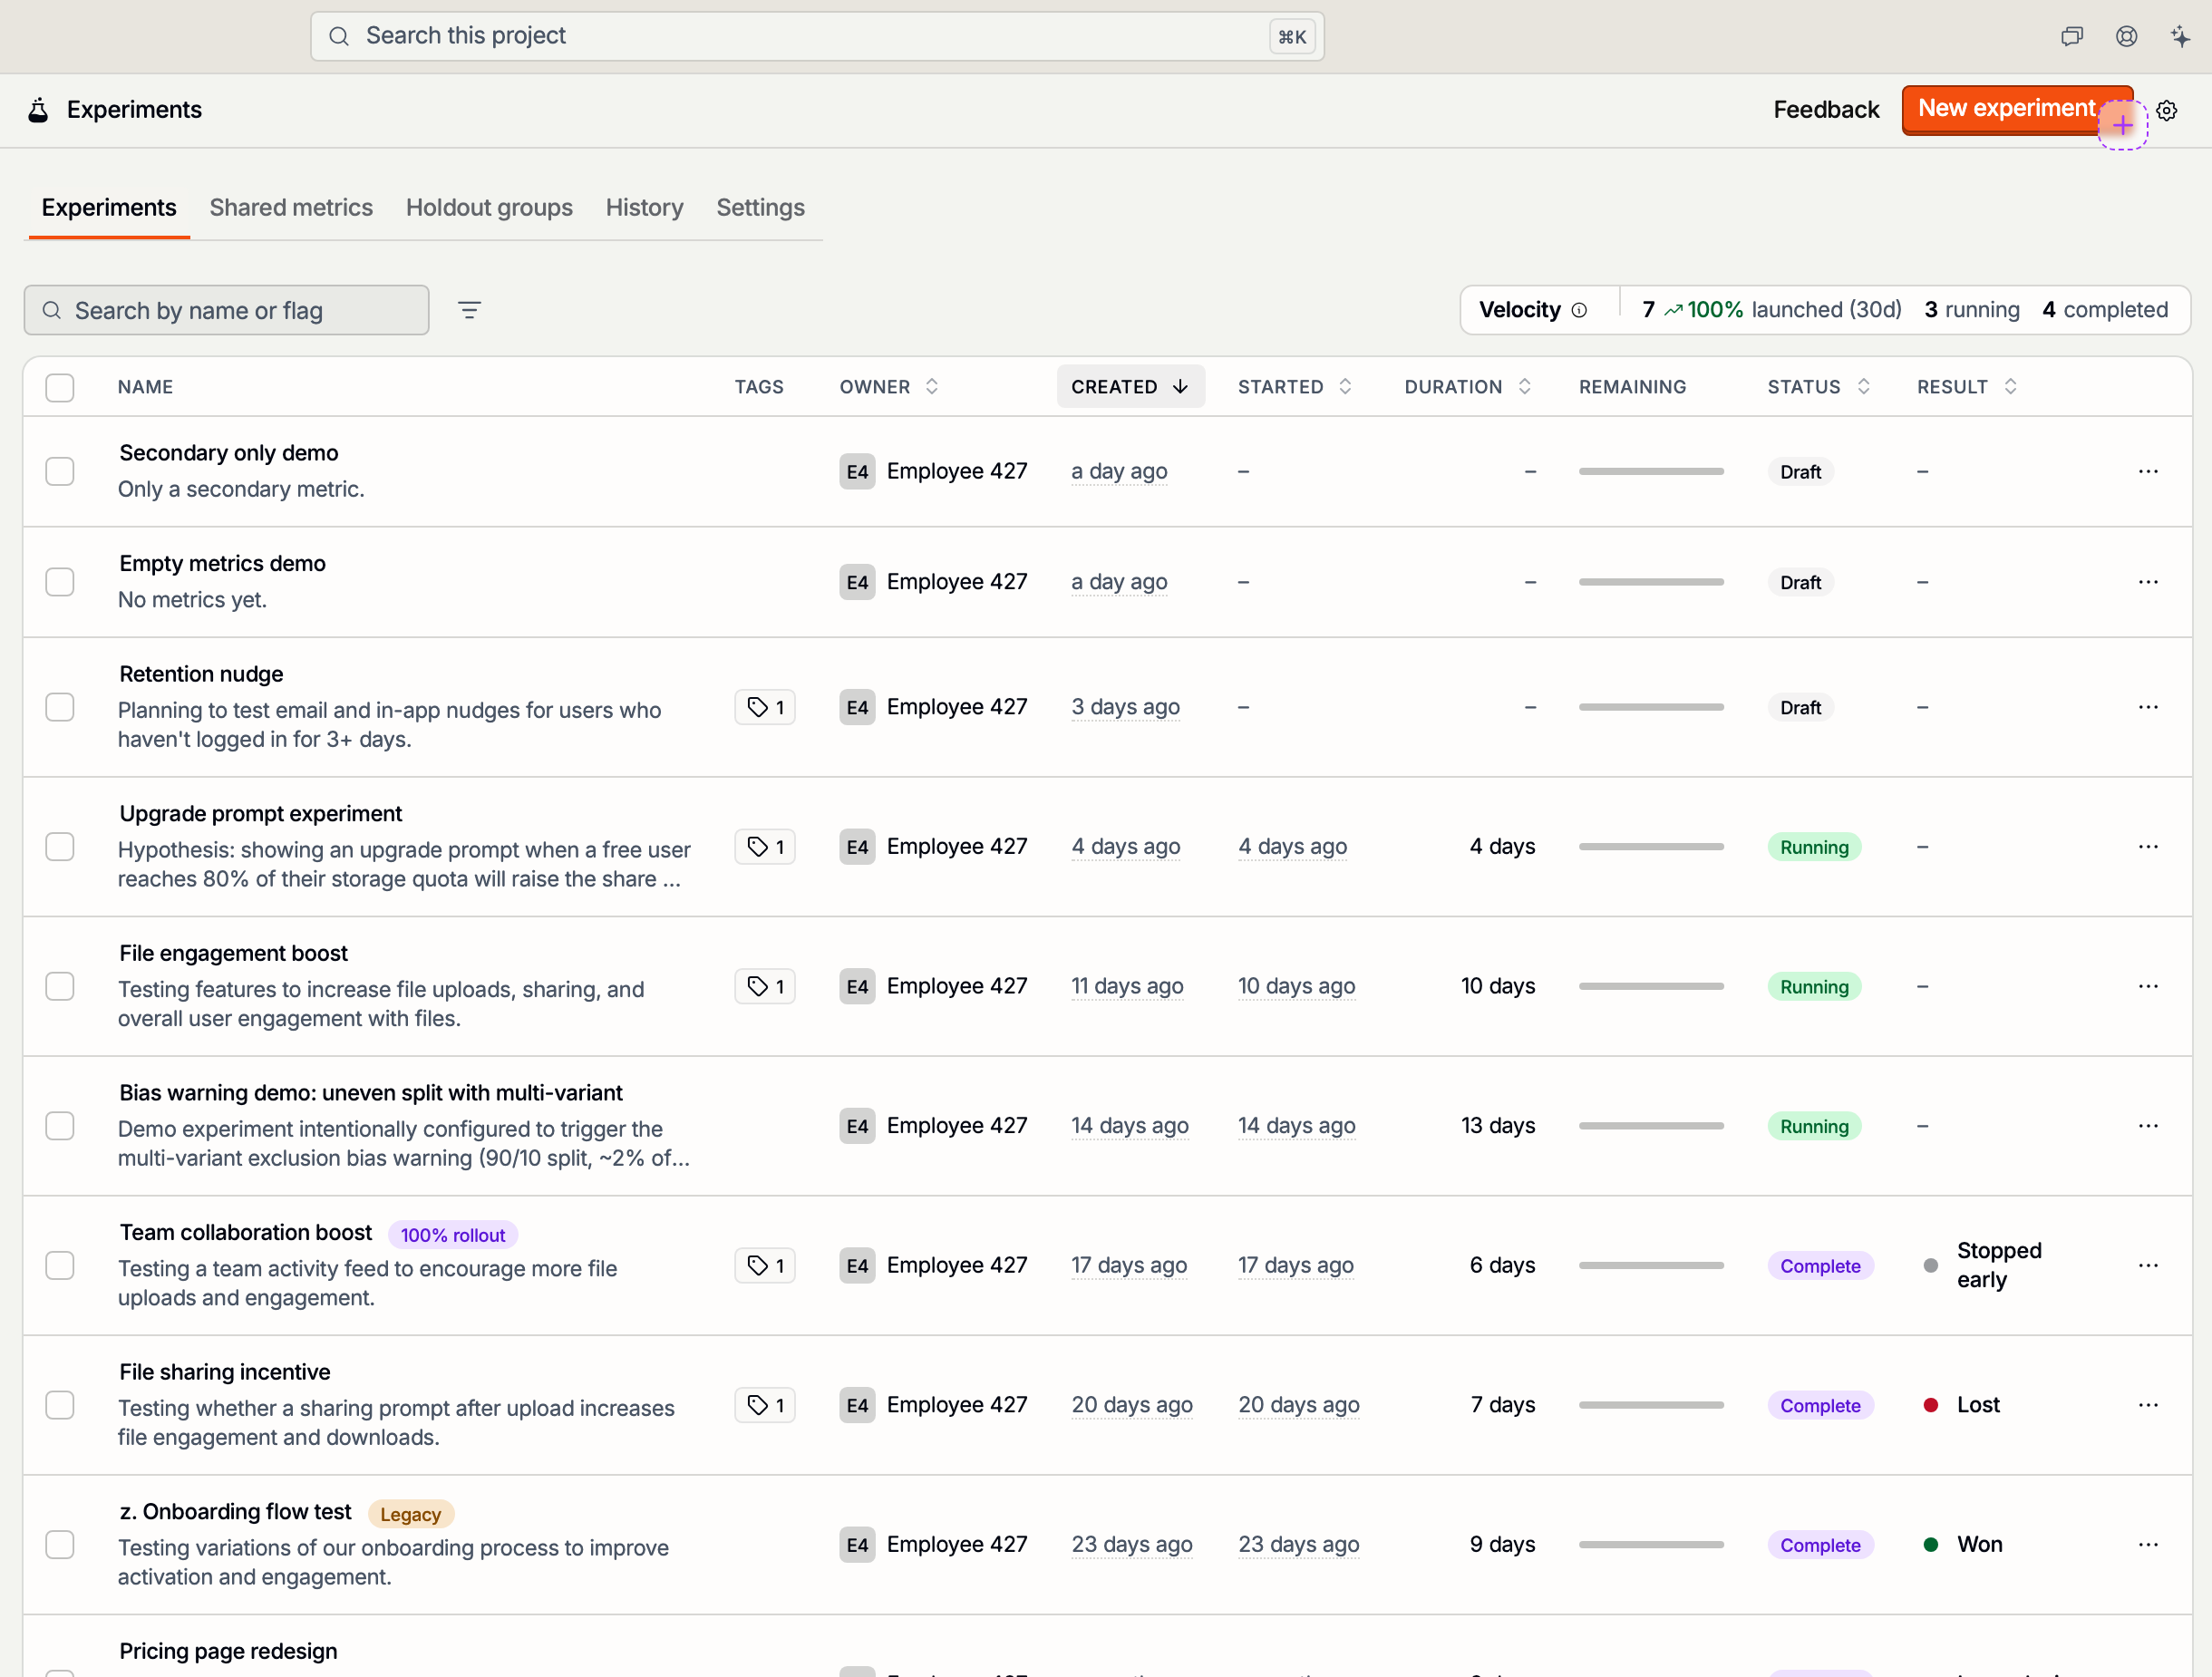 Search this project ⌘K
Experiments
Feedback New experiment
Experiments Shared metrics Holdout groups History Settings
Search by name or flag
Velocity 7 100% launched (30d) 3 running 4 completed
NAME TAGS OWNER CREATED STARTED DURATION REMAINING STATUS RESULT
Secondary only demo
Only a secondary metric.
E4 Employee 427 a day ago – – Draft –
Empty metrics demo
No metrics yet.
E4 Employee 427 a day ago – – Draft –
Retention nudge
Planning to test email and in-app nudges for users who
haven't logged in for 3+ days.
1 E4 Employee 427 3 days ago – – Draft –
Upgrade prompt experiment
Hypothesis: showing an upgrade prompt when a free user
reaches 80% of their storage quota will raise the share ...
1 E4 Employee 427 4 days ago 4 days ago 4 days Running –
File engagement boost
Testing features to increase file uploads, sharing, and
overall user engagement with files.
1 E4 Employee 427 11 days ago 10 days ago 10 days Running –
Bias warning demo: uneven split with multi-variant
Demo experiment intentionally configured to trigger the
multi-variant exclusion bias warning (90/10 split, ~2% of...
E4 Employee 427 14 days ago 14 days ago 13 days Running –
Team collaboration boost 100% rollout
Testing a team activity feed to encourage more file
uploads and engagement.
1 E4 Employee 427 17 days ago 17 days ago 6 days Complete Stopped
early
File sharing incentive
Testing whether a sharing prompt after upload increases
file engagement and downloads.
1 E4 Employee 427 20 days ago 20 days ago 7 days Complete Lost
z. Onboarding flow test Legacy
Testing variations of our onboarding process to improve
activation and engagement.
E4 Employee 427 23 days ago 23 days ago 9 days Complete Won
Pricing page redesign